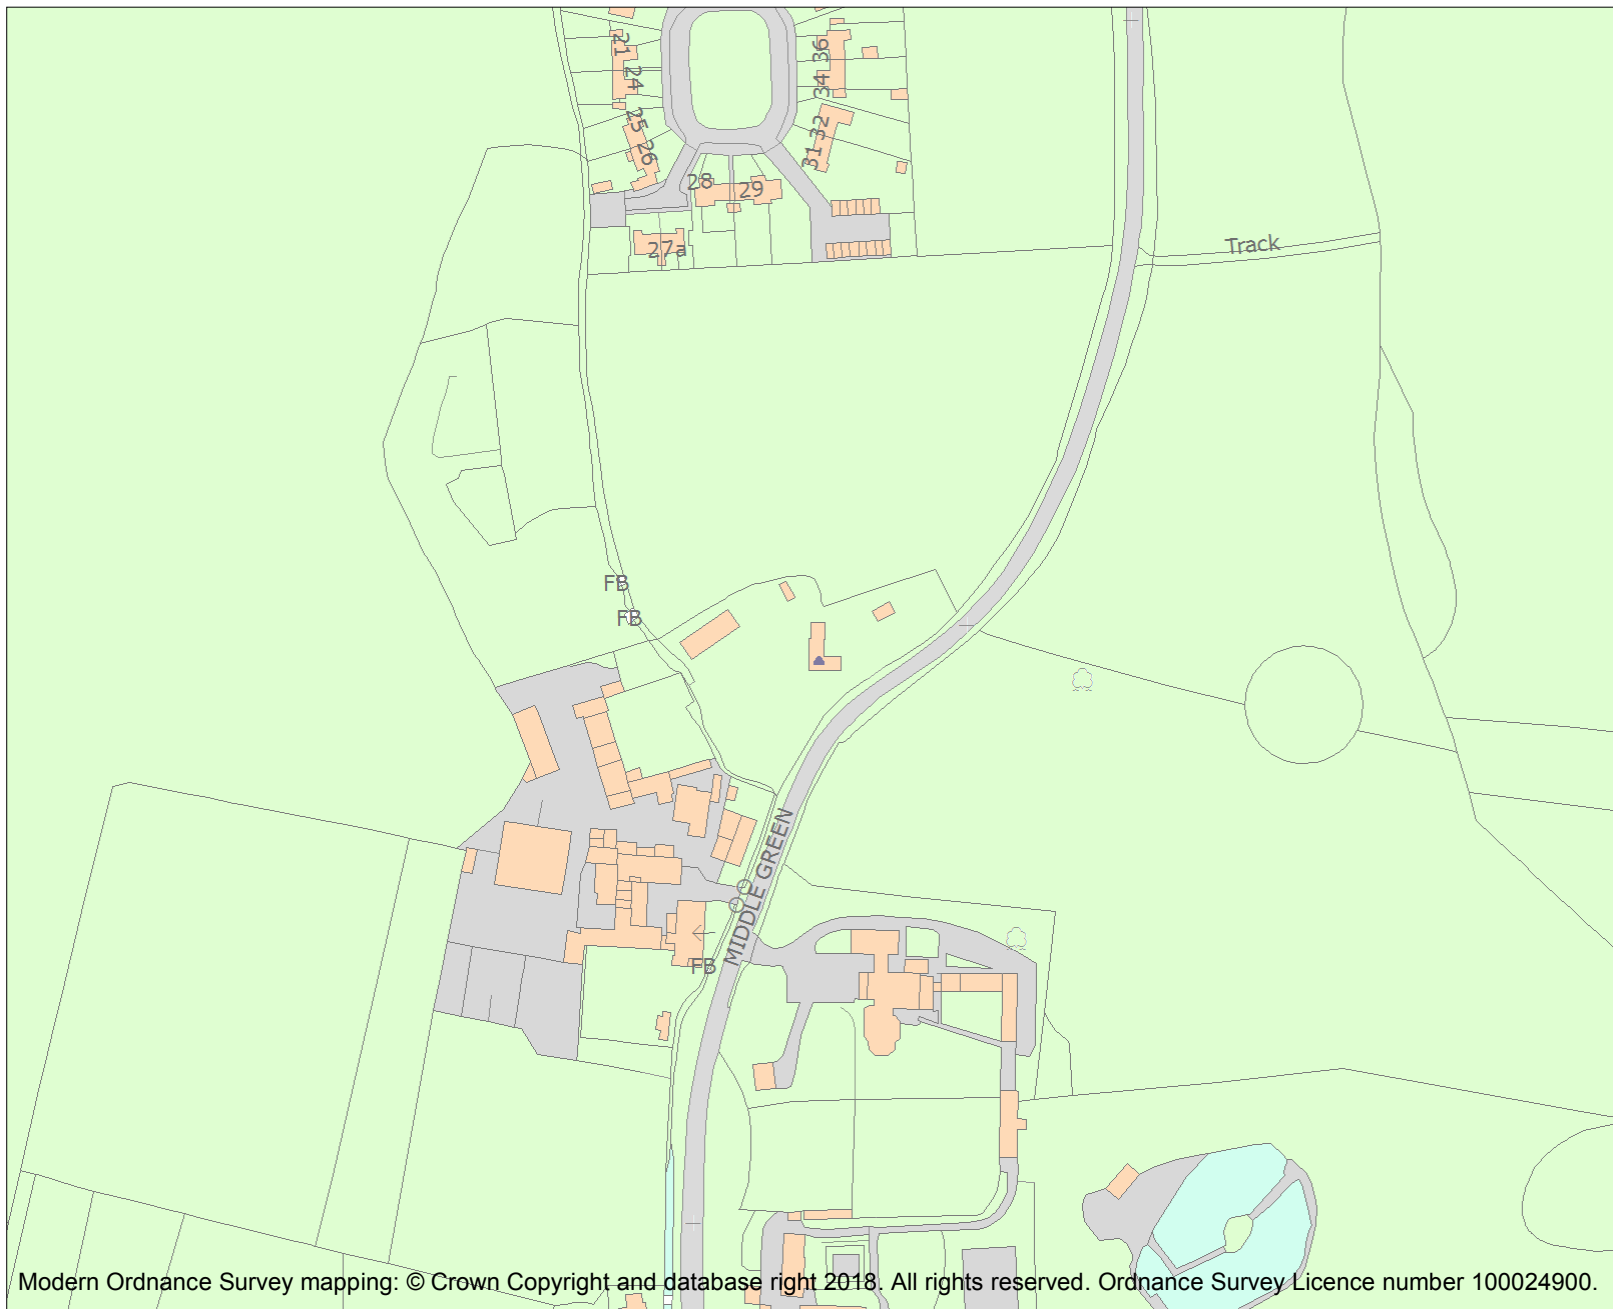 21
24
36
34
25
26
32
31
28
29
27a
Track
FB
FB
MIDDLE GREEN
FB
Modern Ordnance Survey mapping: © Crown Copyright and database right 2018. All rights reserved. Ordnance Survey Licence number 100024900.